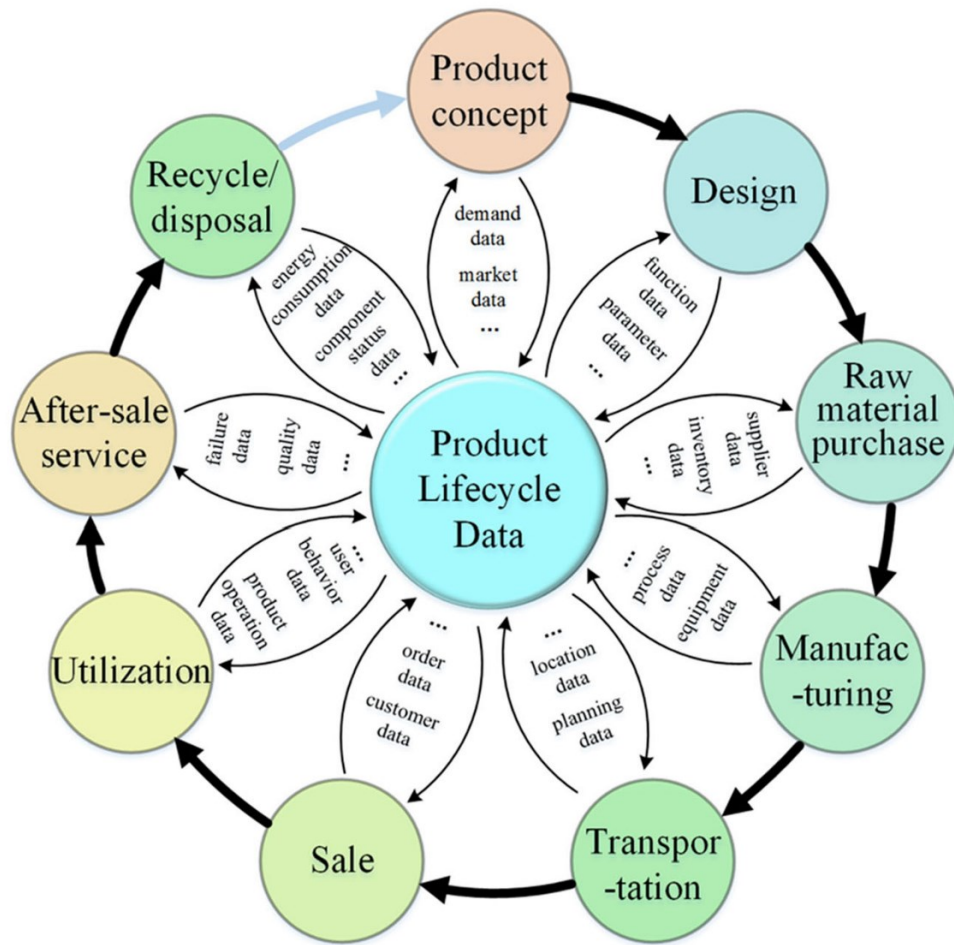 Product
concept
Design
Raw
material
purchase
Manufac
-turing
Transpor
-tation
Sale
Utilization
After-sale
service
Recycle/
disposal
Product
Lifecycle
Data
demand
data
market
data
...
function
data
parameter
data
...
supplier
data
inventory
data
...
...
process
data
equipment
data
...
location
data
planning
data
...
order
data
customer
data
...
user
behavior
data
product
operation
data
failure
data
quality
data
...
energy
consumption
data
component
status
data
...